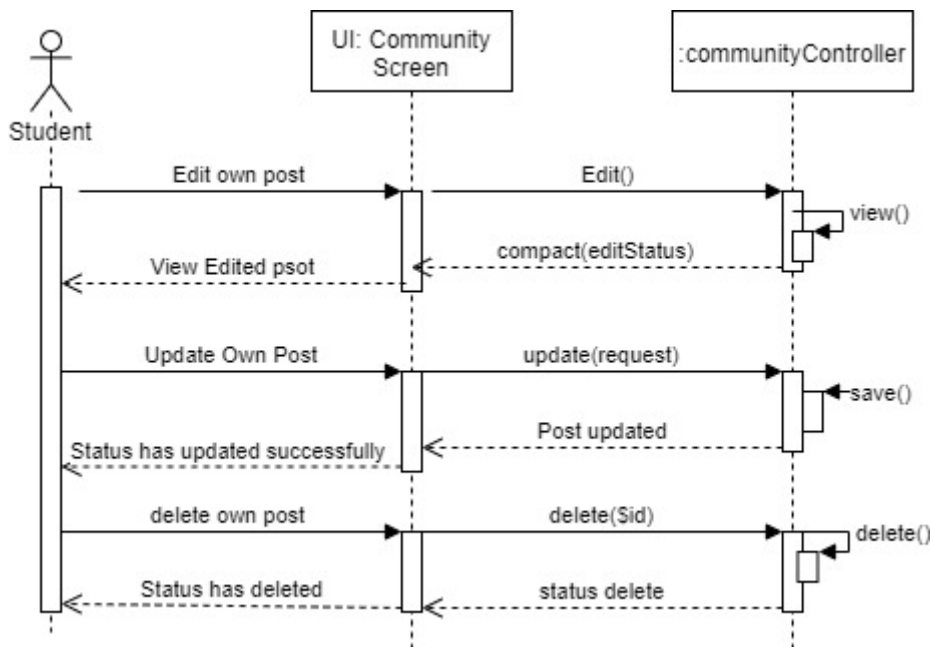 UI: Community
Screen
:communityController
Student
Edit own post
Edit()
view()
compact(editStatus)
View Edited psot
Update Own Post
update(request)
save()
Post updated
Status has updated successfully
delete own post
delete($id)
delete()
Status has deleted
status delete